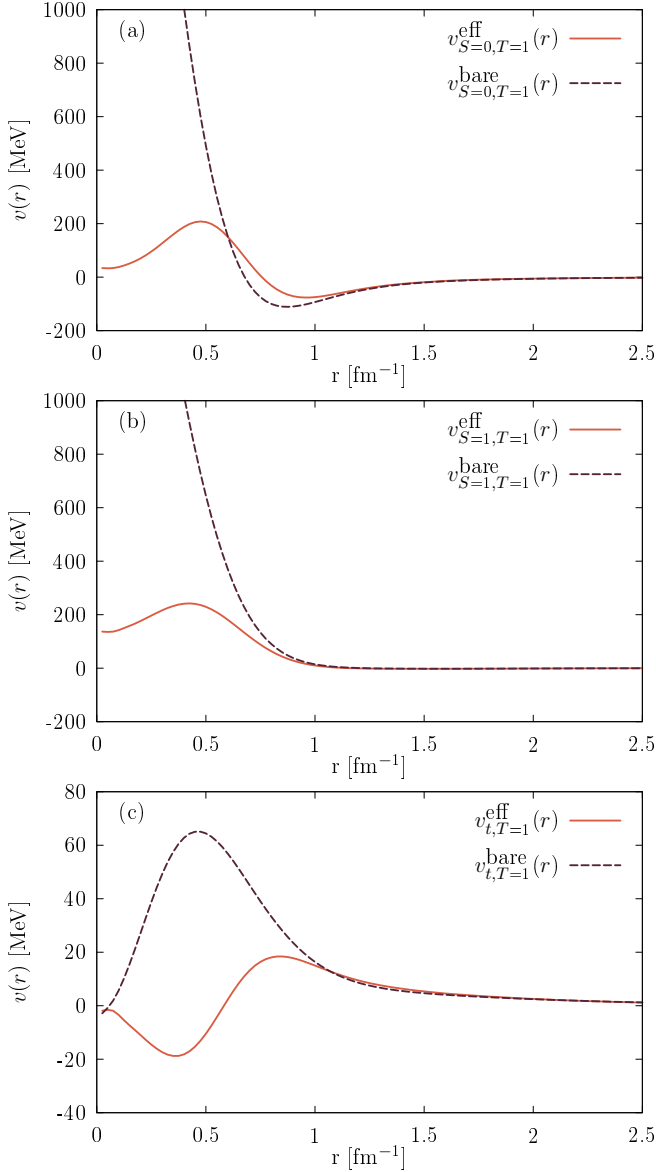 (a)
v^eff_{S=0,T=1}(r)
v^bare_{S=0,T=1}(r)
v(r) [MeV]
1000
800
600
400
200
0
-200
0 0.5 1 1.5 2 2.5
r [fm⁻¹]
(b)
v^eff_{S=1,T=1}(r)
v^bare_{S=1,T=1}(r)
v(r) [MeV]
1000
800
600
400
200
0
-200
0 0.5 1 1.5 2 2.5
r [fm⁻¹]
(c)
v^eff_{t,T=1}(r)
v^bare_{t,T=1}(r)
v(r) [MeV]
80
60
40
20
0
-20
-40
0 0.5 1 1.5 2 2.5
r [fm⁻¹]